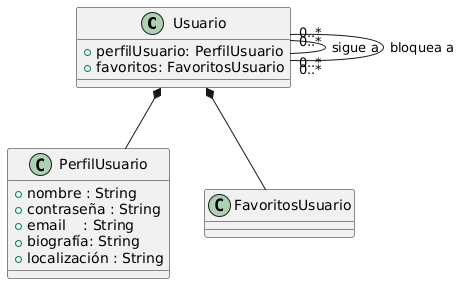 C Usuario
perfilUsuario: PerfilUsuario
favoritos: FavoritosUsuario
0..*
0..*
sigue a
bloquea a
0..*
0..*
C PerfilUsuario
nombre : String
contraseña : String
email : String
biografía: String
localización : String
C FavoritosUsuario